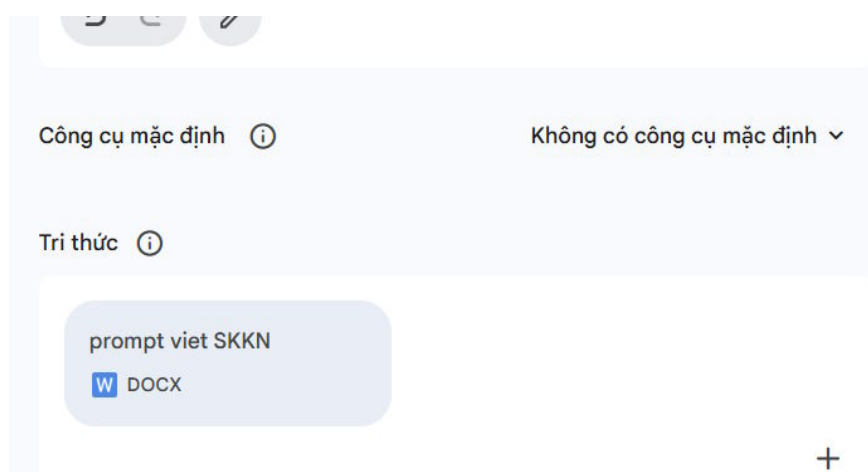 Công cụ mặc định Không có công cụ mặc định
Tri thức
prompt viet SKKN
W DOCX